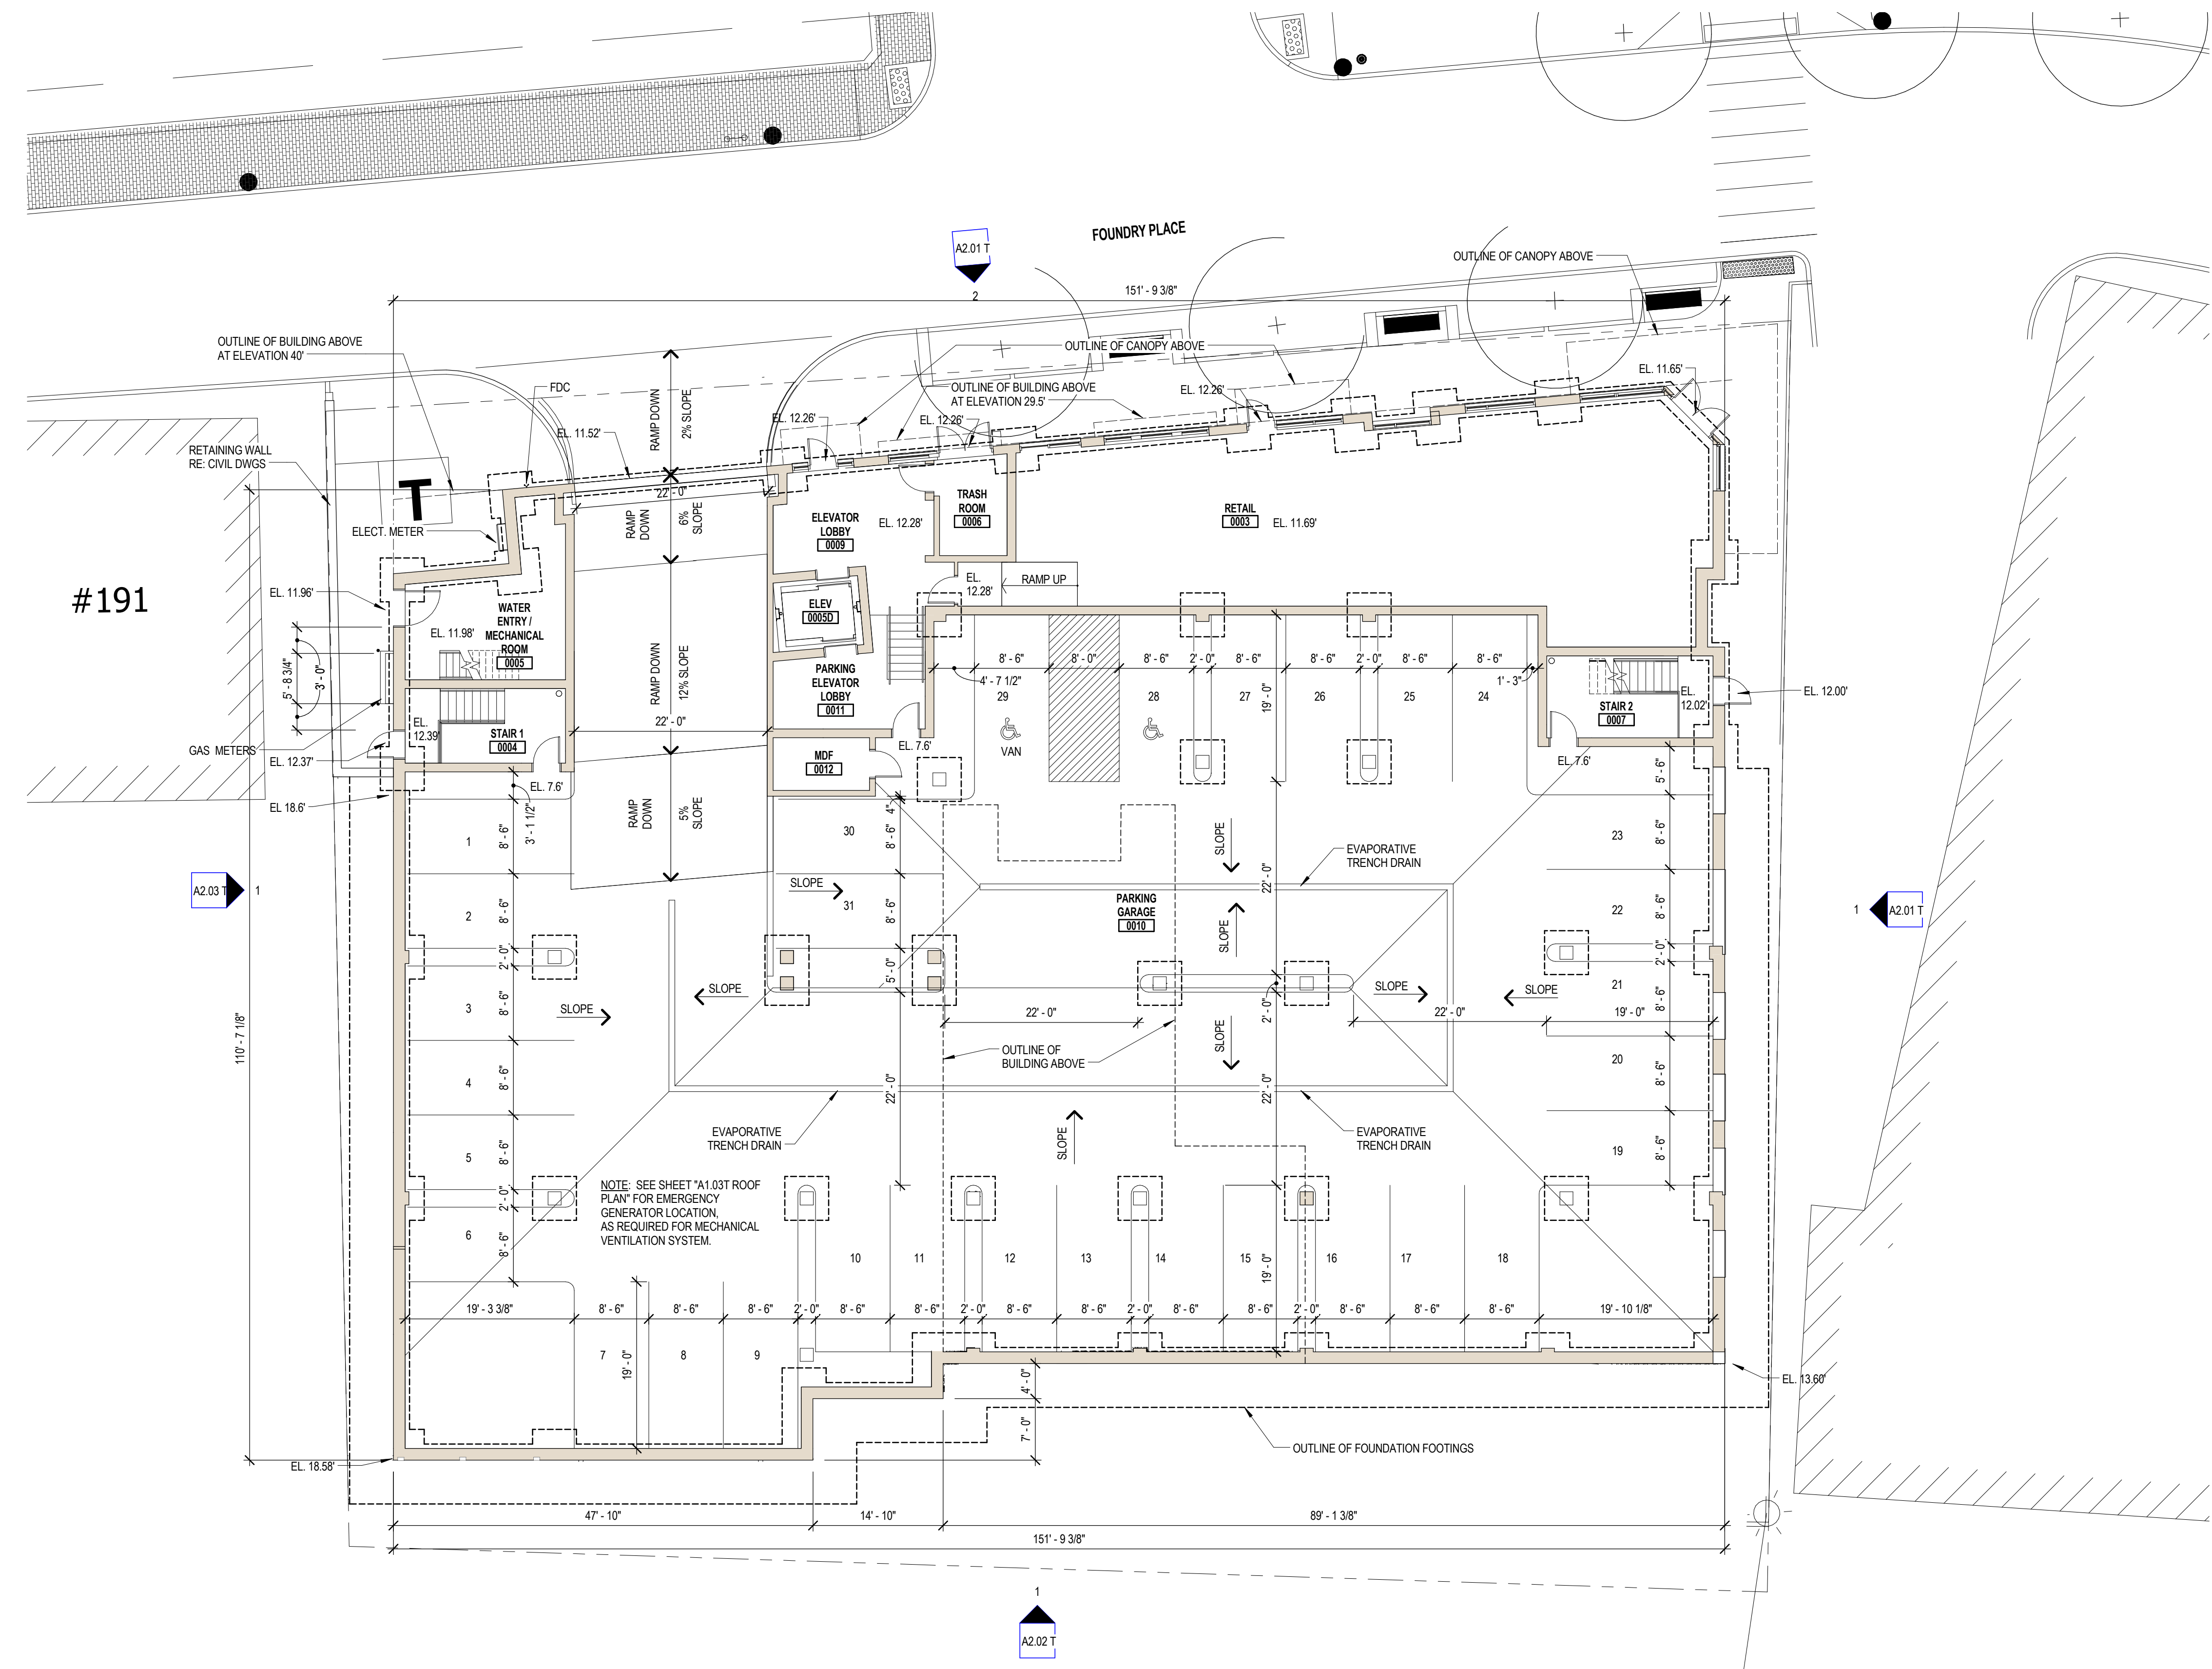 FOUNDRY PLACE
A2.01 T
2
151' - 9 3/8"
OUTLINE OF CANOPY ABOVE
OUTLINE OF BUILDING ABOVE
AT ELEVATION 40'
FDC
RAMP DOWN
2% SLOPE
OUTLINE OF CANOPY ABOVE
OUTLINE OF BUILDING ABOVE
AT ELEVATION 29.5'
EL. 12.26'
EL. 11.65'
EL. 12.26'
EL. 12.26'
EL. 11.52'
RETAINING WALL
RE: CIVIL DWGS
T
ELECT. METER
22' - 0"
RAMP
DOWN
6%
SLOPE
ELEVATOR
LOBBY
0009
EL. 12.28'
TRASH
ROOM
0006
RETAIL
0003
EL. 11.69'
#191
EL. 11.96'
EL. 11.98'
WATER
ENTRY /
MECHANICAL
ROOM
0005
EL.
12.28'
RAMP UP
ELEV
0005D
5' - 8 3/4"
3' - 0"
RAMP DOWN
12% SLOPE
PARKING
ELEVATOR
LOBBY
0011
8' - 6"
8' - 0"
8' - 6"
2' - 0"
8' - 6"
8' - 6"
2' - 0"
8' - 6"
8' - 6"
4' - 7 1/2"
1' - 3"
29
28
27
26
25
24
19' - 0"
VAN
EL.
12.02'
EL. 12.00'
STAIR 2
0007
EL.
12.39'
STAIR 1
0004
22' - 0"
GAS METERS
EL. 12.37'
EL. 7.6'
MDF
0012
EL. 7.6'
EL. 7.6'
EL 18.6'
3' - 1 1/2"
RAMP
DOWN
5%
SLOPE
4"
5' - 6"
1
8' - 6"
30
8' - 6"
SLOPE
EVAPORATIVE
TRENCH DRAIN
23
8' - 6"
A2.03 T
1
SLOPE
22' - 0"
2
8' - 6"
31
8' - 6"
PARKING
GARAGE
0010
SLOPE
22
8' - 6"
1
A2.01 T
2' - 0"
5' - 0"
2' - 0"
3
8' - 6"
SLOPE
SLOPE
22' - 0"
2' - 0"
SLOPE
22' - 0"
SLOPE
21
8' - 6"
19' - 0"
110' - 7 1/8"
OUTLINE OF
BUILDING ABOVE
SLOPE
4
8' - 6"
22' - 0"
22' - 0"
20
8' - 6"
EVAPORATIVE
TRENCH DRAIN
SLOPE
EVAPORATIVE
TRENCH DRAIN
5
8' - 6"
19
8' - 6"
NOTE: SEE SHEET "A1.03T ROOF
PLAN" FOR EMERGENCY
GENERATOR LOCATION,
AS REQUIRED FOR MECHANICAL
VENTILATION SYSTEM.
2' - 0"
6
8' - 6"
10
11
12
13
14
15
19' - 0"
16
17
18
19' - 3 3/8"
8' - 6"
8' - 6"
8' - 6"
2' - 0"
8' - 6"
8' - 6"
2' - 0"
8' - 6"
8' - 6"
2' - 0"
8' - 6"
8' - 6"
2' - 0"
8' - 6"
8' - 6"
8' - 6"
19' - 10 1/8"
7
19' - 0"
8
9
4' - 0"
EL. 13.60'
7' - 0"
OUTLINE OF FOUNDATION FOOTINGS
EL. 18.58'
47' - 10"
14' - 10"
89' - 1 3/8"
151' - 9 3/8"
1
A2.02 T